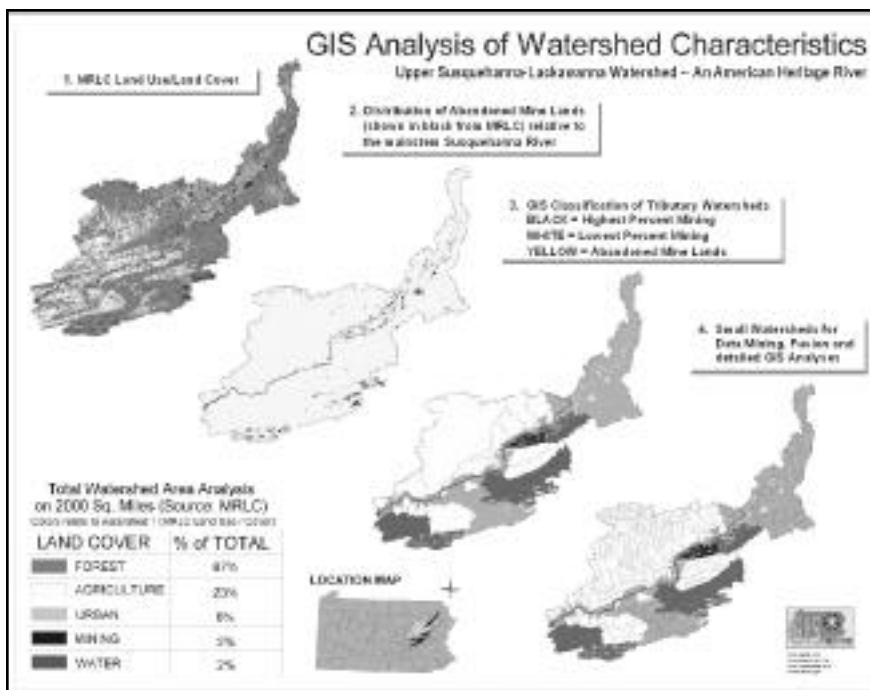 GIS Analysis of Watershed Characteristics
Upper Susquehanna-Lackawanna Watershed – An American Heritage River
1. MRLC Land Use/Land Cover
2. Distribution of Abandoned Mine Lands
(shown in black from MRLC) relative to
the mainstem Susquehanna River
3. GIS Classification of Tributary Watersheds
BLACK = Highest Percent Mining
WHITE = Lowest Percent Mining
YELLOW = Abandoned Mine Lands
4. Small Watersheds for
Data Mining, Fusion and
detailed GIS Analyses
Total Watershed Area Analysis
on 2000 Sq. Miles (Source: MRLC)
LAND COVER % of TOTAL
FOREST 67%
AGRICULTURE 23%
URBAN
MINING
WATER 2%
LOCATION MAP